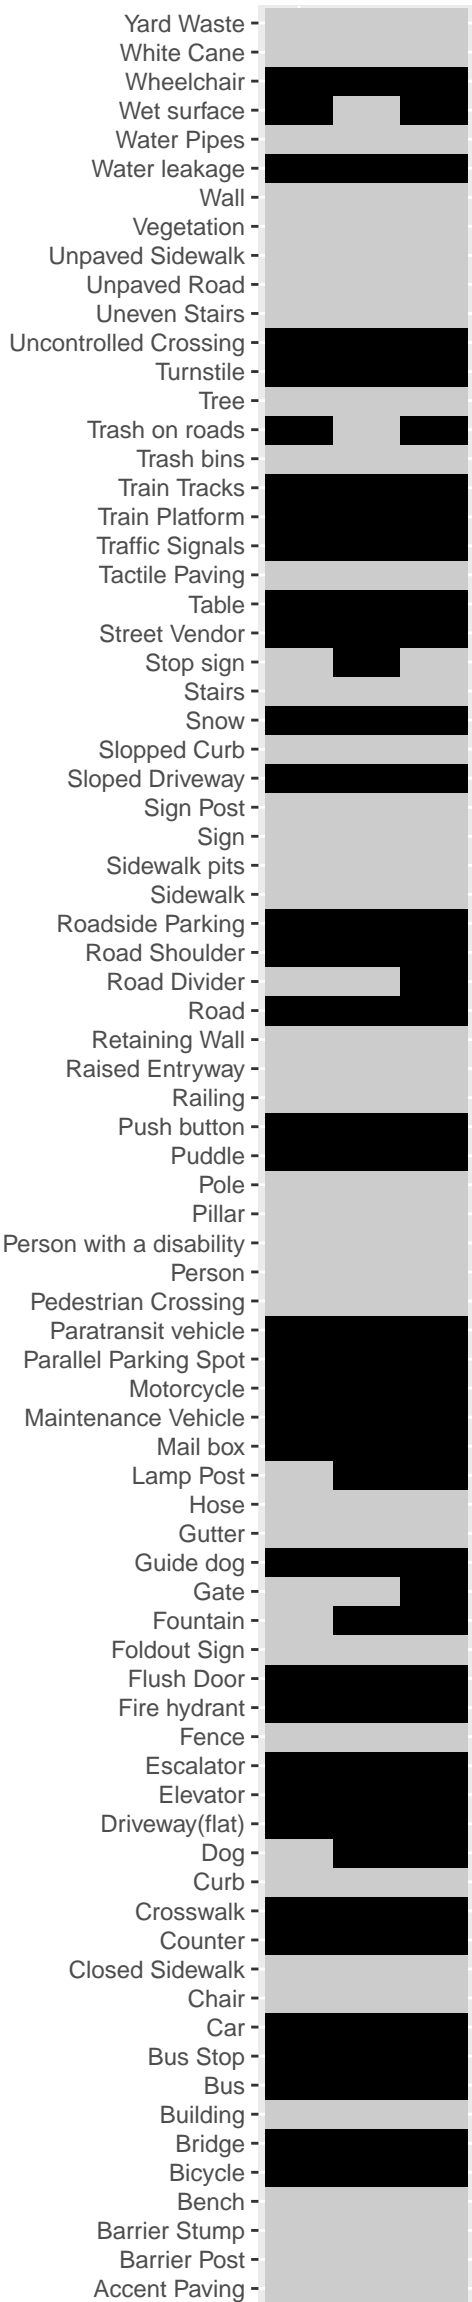 Yard Waste
White Cane
Wheelchair
Wet surface
Water Pipes
Water leakage
Wall
Vegetation
Unpaved Sidewalk
Unpaved Road
Uneven Stairs
Uncontrolled Crossing
Turnstile
Tree
Trash on roads
Trash bins
Train Tracks
Train Platform
Traffic Signals
Tactile Paving
Table
Street Vendor
Stop sign
Stairs
Snow
Slopped Curb
Sloped Driveway
Sign Post
Sign
Sidewalk pits
Sidewalk
Roadside Parking
Road Shoulder
Road Divider
Road
Retaining Wall
Raised Entryway
Railing
Push button
Puddle
Pole
Pillar
Person with a disability
Person
Pedestrian Crossing
Paratransit vehicle
Parallel Parking Spot
Motorcycle
Maintenance Vehicle
Mail box
Lamp Post
Hose
Gutter
Guide dog
Gate
Fountain
Foldout Sign
Flush Door
Fire hydrant
Fence
Escalator
Elevator
Driveway(flat)
Dog
Curb
Crosswalk
Counter
Closed Sidewalk
Chair
Car
Bus Stop
Bus
Building
Bridge
Bicycle
Bench
Barrier Stump
Barrier Post
Accent Paving